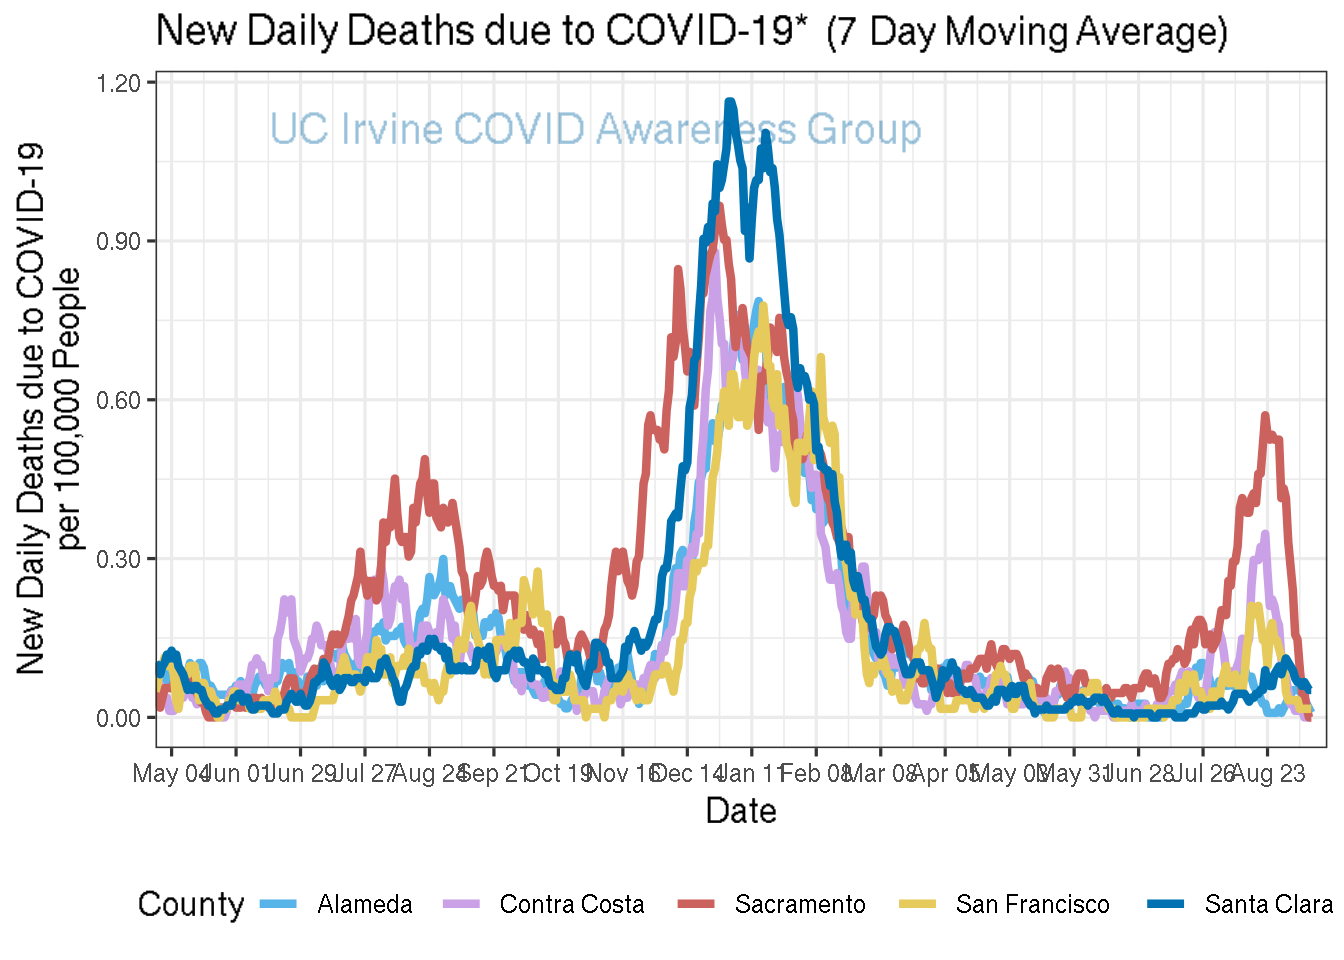 New Daily Deaths due to COVID-19* (7 Day Moving Average)
UC Irvine COVID Awareness Group
New Daily Deaths due to COVID-19
per 100,000 People
1.20
0.90
0.60
0.30
0.00
May 04 Jun 01 Jun 29 Jul 27 Aug 24 Sep 21 Oct 19 Nov 16 Dec 14 Jan 11 Feb 08 Mar 08 Apr 05 May 03 May 31 Jun 28 Jul 26 Aug 23
Date
County Alameda Contra Costa Sacramento San Francisco Santa Clara